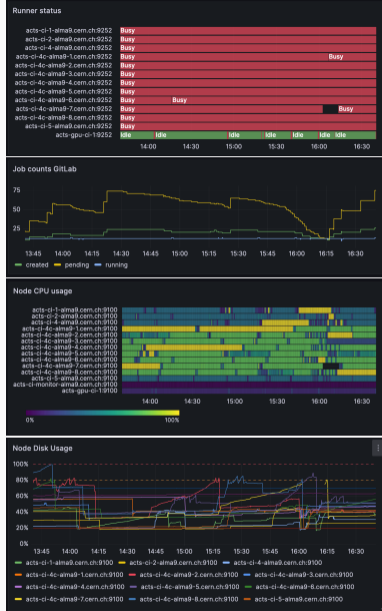 Runner status
acts-ci-1-alma9.cern.ch:9252
Busy
acts-ci-2-alma9.cern.ch:9252
Busy
acts-ci-4-alma9.cern.ch:9252
Busy
acts-ci-4c-alma9-1.cern.ch:9252
Busy Busy
acts-ci-4c-alma9-2.cern.ch:9252
Busy
acts-ci-4c-alma9-3.cern.ch:9252
Busy
acts-ci-4c-alma9-4.cern.ch:9252
Busy
acts-ci-4c-alma9-5.cern.ch:9252
Busy
acts-ci-4c-alma9-6.cern.ch:9252
Busy Busy
acts-ci-4c-alma9-7.cern.ch:9252
Busy Busy
acts-ci-4c-alma9-8.cern.ch:9252
Busy
acts-ci-5-alma9.cern.ch:9252
Busy
acts-gpu-ci-1:9252
Idle Idle Idle Idle Idle Idle Idle
14:00 14:30 15:00 15:30 16:00 16:30
Job counts GitLab
75
50
25
13:45 14:00 14:15 14:30 14:45 15:00 15:15 15:30 15:45 16:00 16:15 16:30
created pending running
Node CPU usage
acts-ci-1-alma9.cern.ch:9100
acts-ci-2-alma9.cern.ch:9100
acts-ci-4-alma9.cern.ch:9100
acts-ci-4c-alma9-1.cern.ch:9100
acts-ci-4c-alma9-2.cern.ch:9100
acts-ci-4c-alma9-3.cern.ch:9100
acts-ci-4c-alma9-4.cern.ch:9100
acts-ci-4c-alma9-5.cern.ch:9100
acts-ci-4c-alma9-6.cern.ch:9100
acts-ci-4c-alma9-7.cern.ch:9100
acts-ci-4c-alma9-8.cern.ch:9100
acts-ci-5-alma9.cern.ch:9100
acts-ci-monitor-alma9.cern.ch:9100
acts-gpu-ci-1:9100
14:00 14:30 15:00 15:30 16:00 16:30
0% 100%
Node Disk Usage
100%
80%
60%
40%
20%
0%
13:45 14:00 14:15 14:30 14:45 15:00 15:15 15:30 15:45 16:00 16:15 16:30
acts-ci-1-alma9.cern.ch:9100 acts-ci-2-alma9.cern.ch:9100 acts-ci-4-alma9.cern.ch:9100
acts-ci-4c-alma9-1.cern.ch:9100 acts-ci-4c-alma9-2.cern.ch:9100 acts-ci-4c-alma9-3.cern.ch:9100
acts-ci-4c-alma9-4.cern.ch:9100 acts-ci-4c-alma9-5.cern.ch:9100 acts-ci-4c-alma9-6.cern.ch:9100
acts-ci-4c-alma9-7.cern.ch:9100 acts-ci-4c-alma9-8.cern.ch:9100 acts-ci-5-alma9.cern.ch:9100